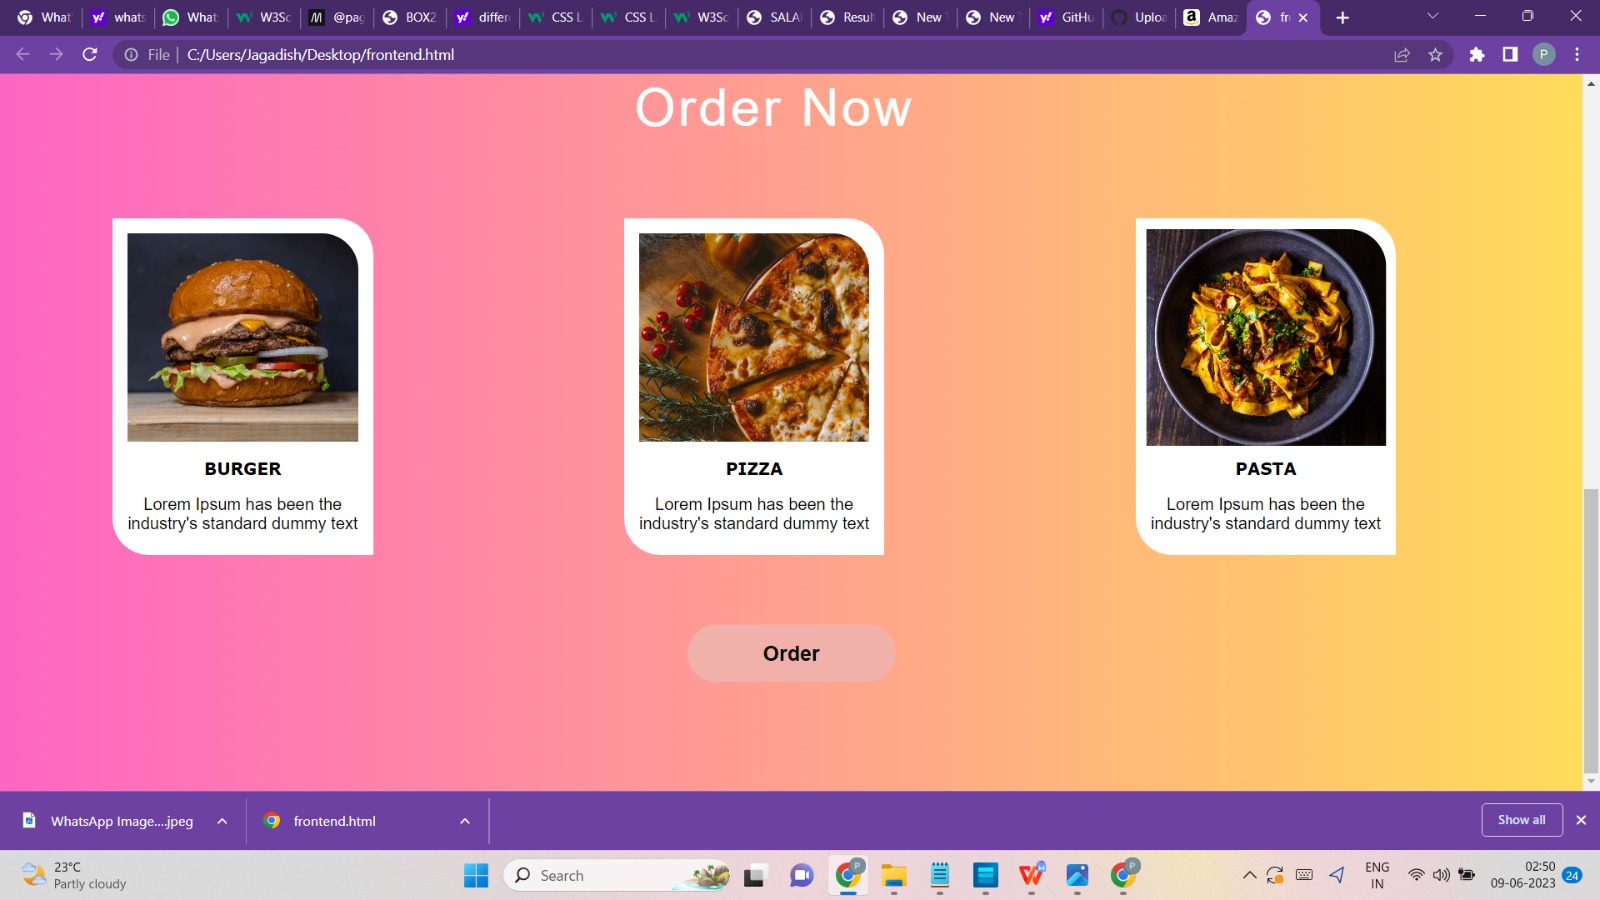 What
whats
What
W3Sc
@pag
BOX2
differ
CSS L
CSS L
W3Sc
SALA
Resul
New T
New T
GitHu
Uploa
Amaz
fr
File
C:/Users/Jagadish/Desktop/frontend.html
P
Order Now
BURGER
Lorem Ipsum has been the
industry's standard dummy text
PIZZA
Lorem Ipsum has been the
industry's standard dummy text
PASTA
Lorem Ipsum has been the
industry's standard dummy text
Order
WhatsApp Image....jpeg
frontend.html
Show all
23°C
Partly cloudy
Search
ENG
IN
02:50
09-06-2023
24